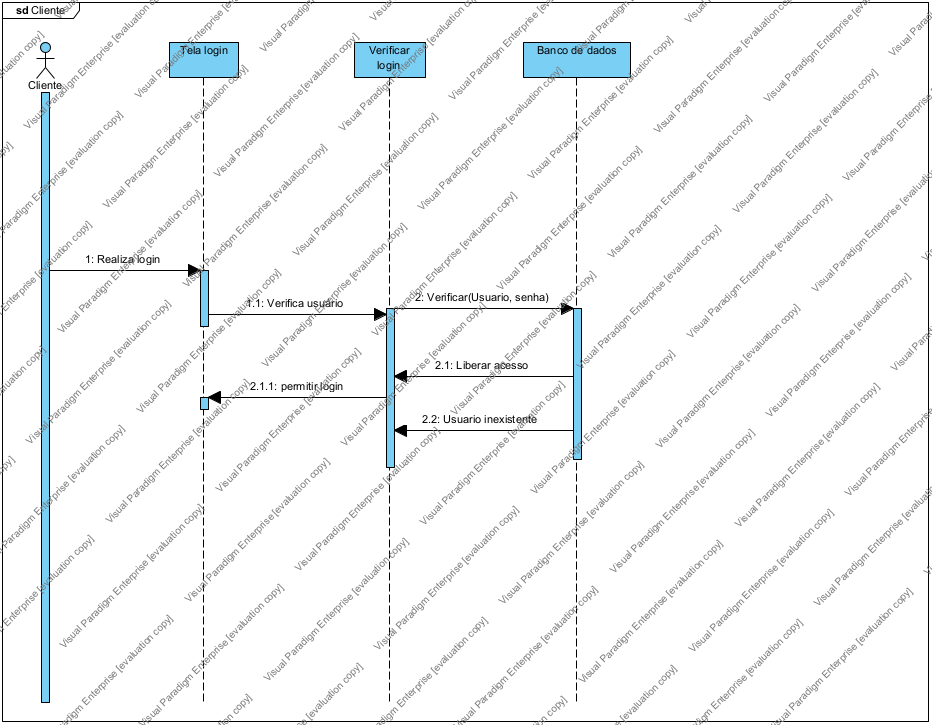 sd Cliente
Cliente
Tela login
Verificar
login
Banco de dados
1: Realiza login
1.1: Verifica usuário
2: Verificar(Usuario, senha)
2.1: Liberar acesso
2.1.1: permitir login
2.2: Usuario inexistente
Visual Paradigm Enterprise [evaluation copy]